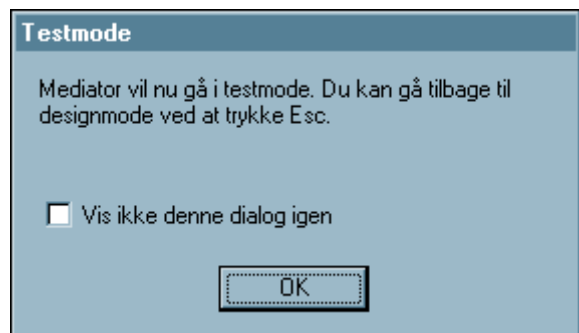 Testmode
Mediator vil nu gå i testmode. Du kan gå tilbage til
designmode ved at trykke Esc.
Vis ikke denne dialog igen
OK